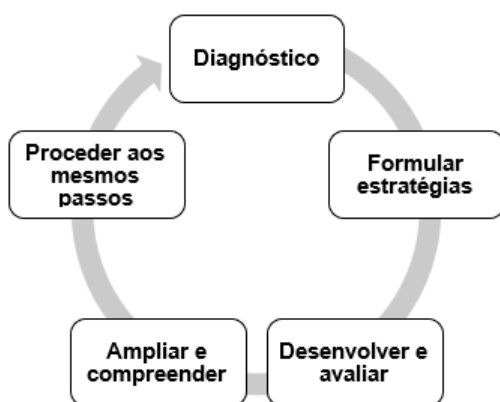 Diagnóstico
Formular
estratégias
Desenvolver e
avaliar
Ampliar e
compreender
Proceder aos
mesmos
passos